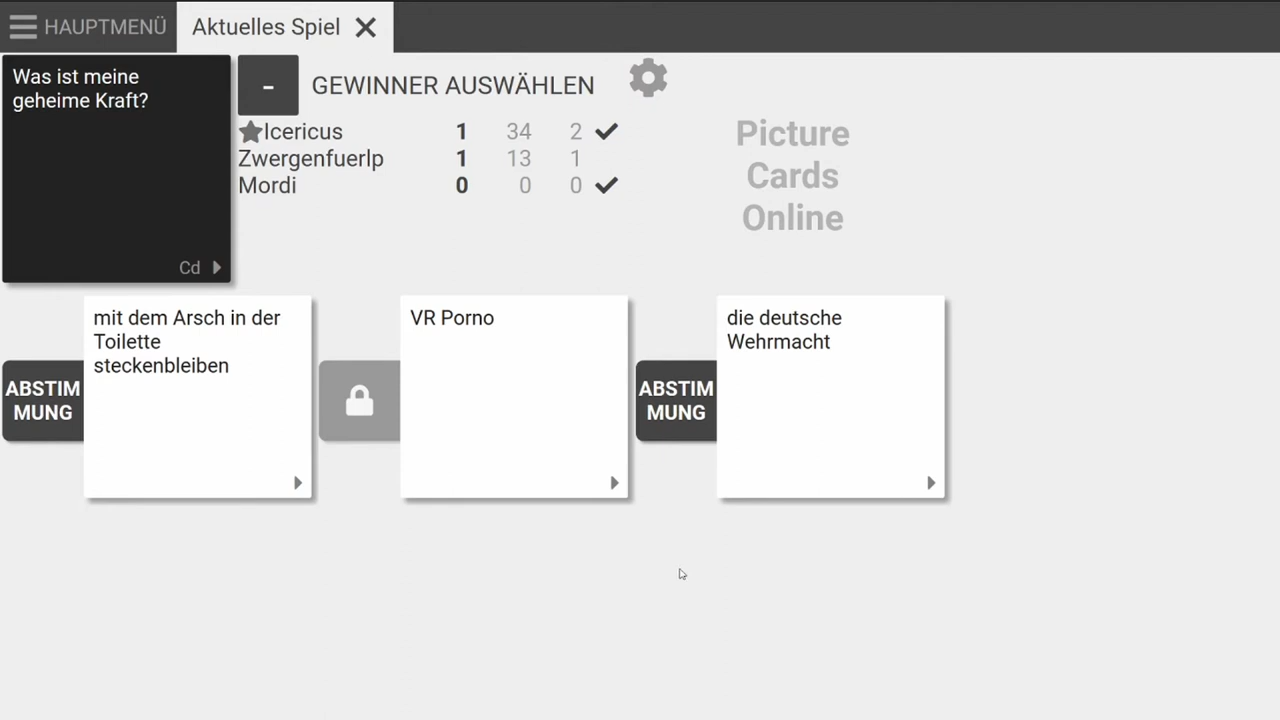 HAUPTMENÜ
Aktuelles Spiel
Was ist meine
geheime Kraft?
Cd
-
GEWINNER AUSWÄHLEN
Icericus 1 34 2
Zwergenfuerlp 1 13 1
Mordi 0 0 0
Picture
Cards
Online
ABSTIM
MUNG
mit dem Arsch in der
Toilette
steckenbleiben
VR Porno
ABSTIM
MUNG
die deutsche
Wehrmacht